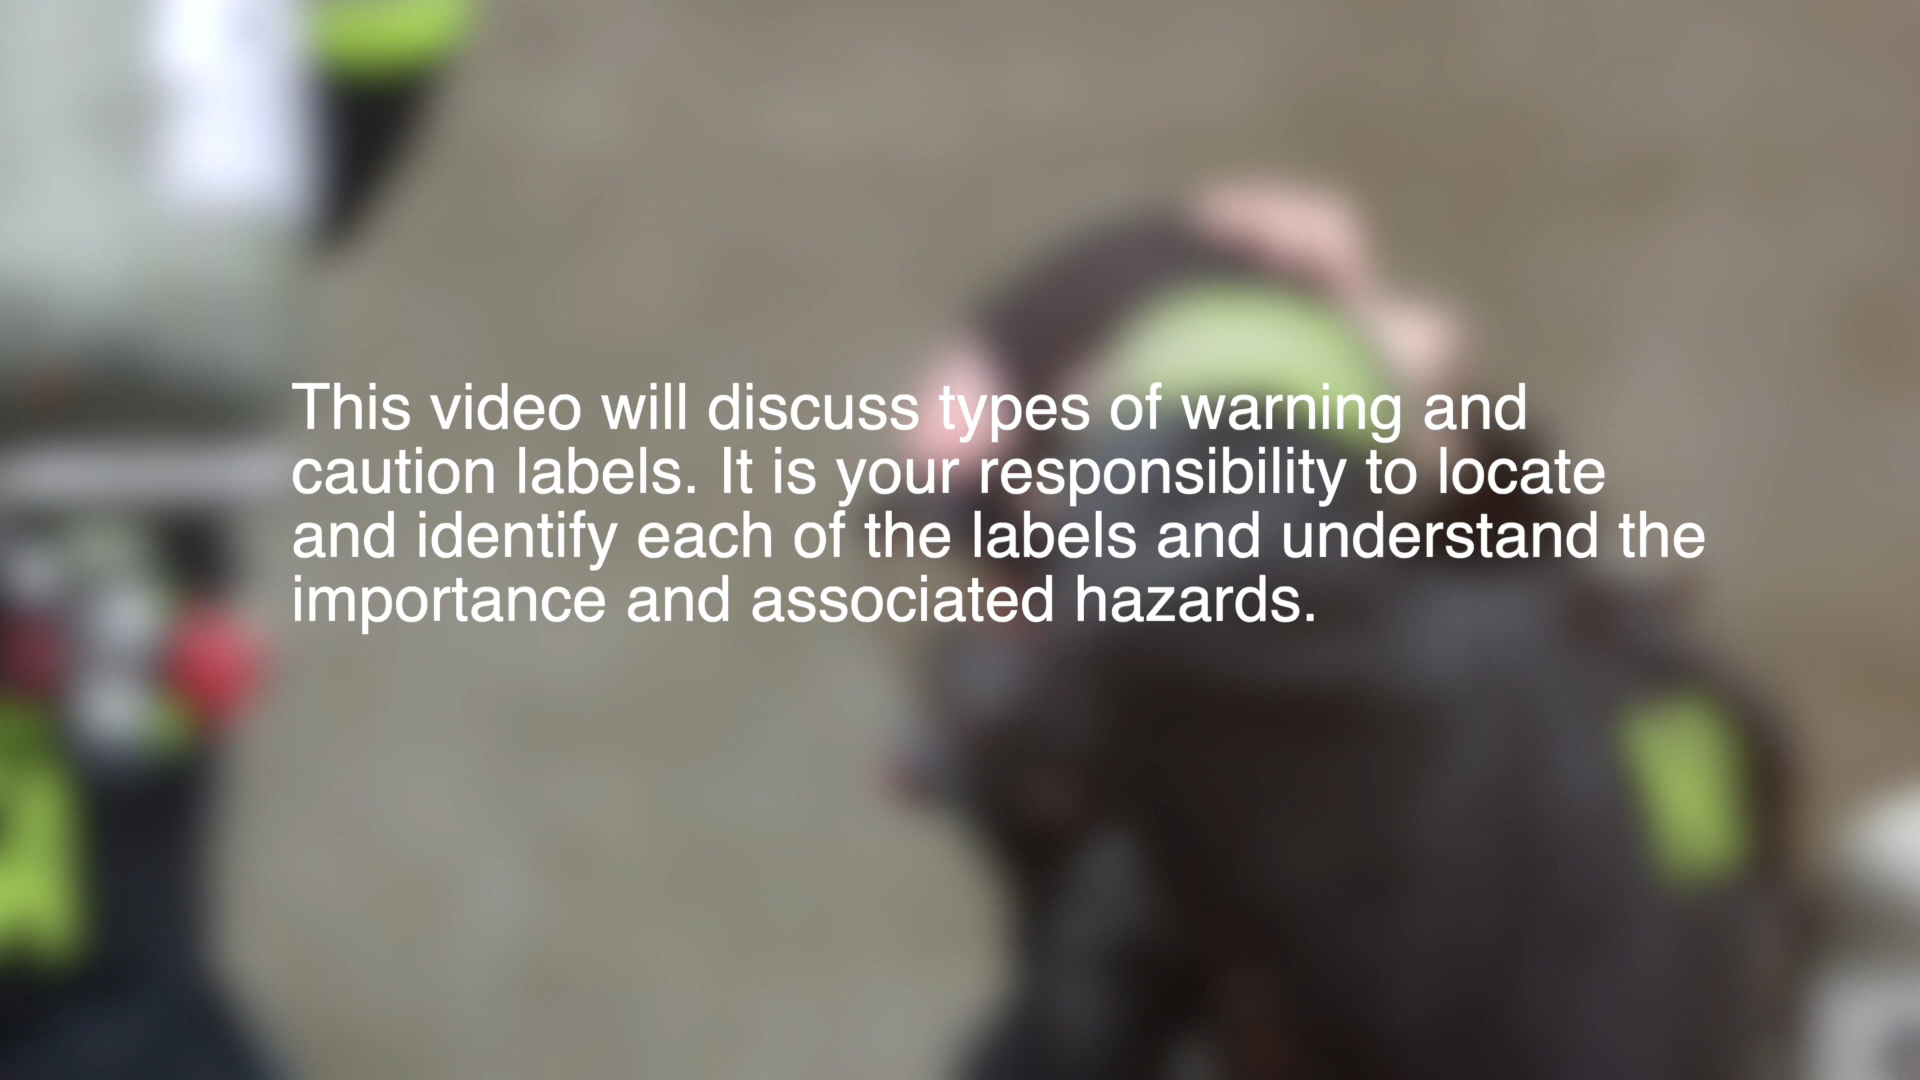 This video will discuss types of warning and
caution labels. It is your responsibility to locate
and identify each of the labels and understand the
importance and associated hazards.